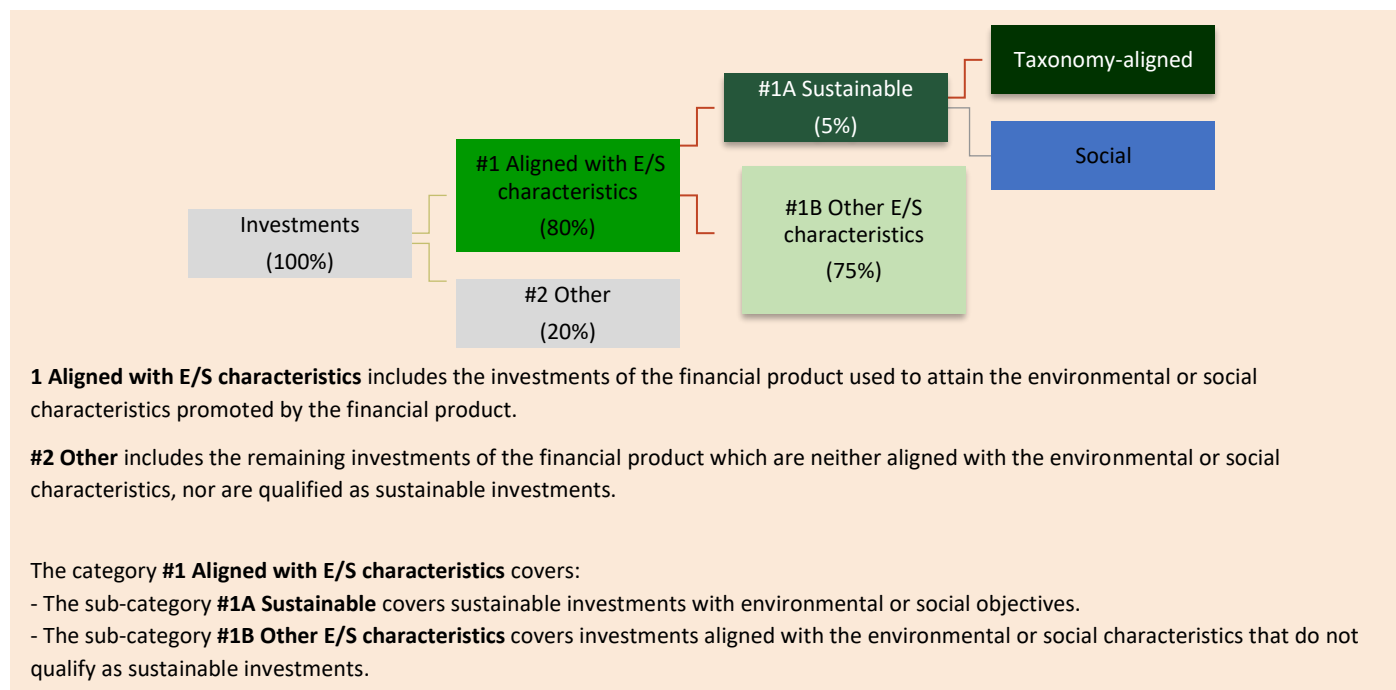 Taxonomy-aligned
#1A Sustainable
(5%)
Social
#1 Aligned with E/S
characteristics
(80%)
#1B Other E/S
characteristics
(75%)
Investments
(100%)
#2 Other
(20%)
1 Aligned with E/S characteristics includes the investments of the financial product used to attain the environmental or social
characteristics promoted by the financial product.
#2 Other includes the remaining investments of the financial product which are neither aligned with the environmental or social
characteristics, nor are qualified as sustainable investments.
The category #1 Aligned with E/S characteristics covers:
- The sub-category #1A Sustainable covers sustainable investments with environmental or social objectives.
- The sub-category #1B Other E/S characteristics covers investments aligned with the environmental or social characteristics that do not
qualify as sustainable investments.